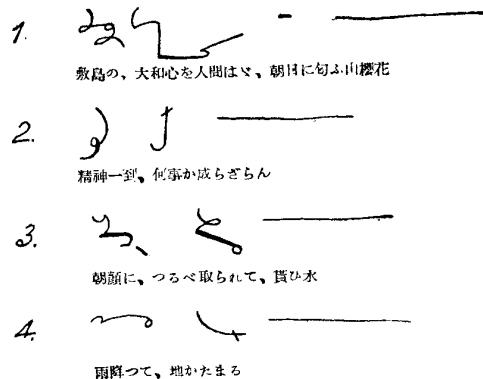 1.
敷島の、大和心を人問はゞ、朝日に匂ふ山櫻花
2.
精神一到、何事か成らざらん
3.
朝顔に、つるべ取られて、貰ひ水
4.
雨降つて、地かたまる